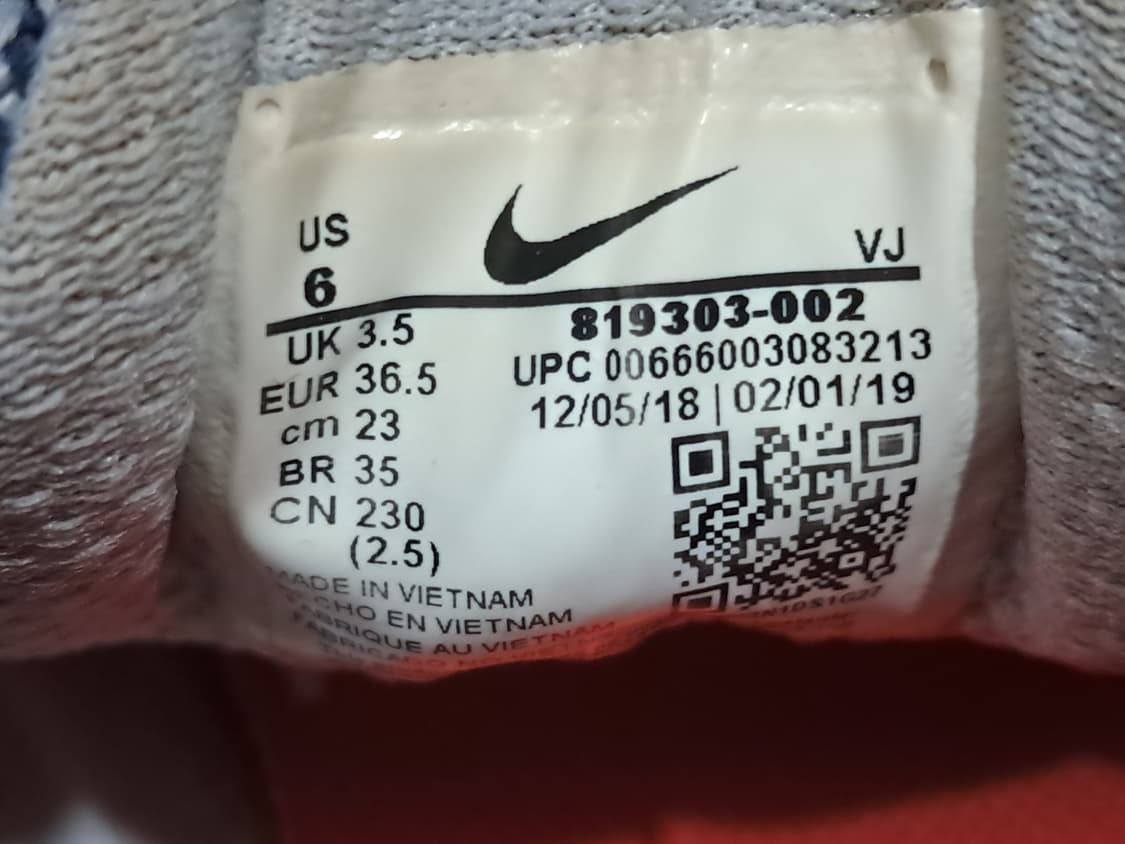 US
6
UK 3.5
EUR 36.5
cm 23
BR 35
CN 230
(2.5)
VJ
819303-002
UPC 00666003083213
12/05/18 | 02/01/19
MADE IN VIETNAM
HECHO EN VIETNAM
FABRIQUE AU VIETNAM
FABRICADO